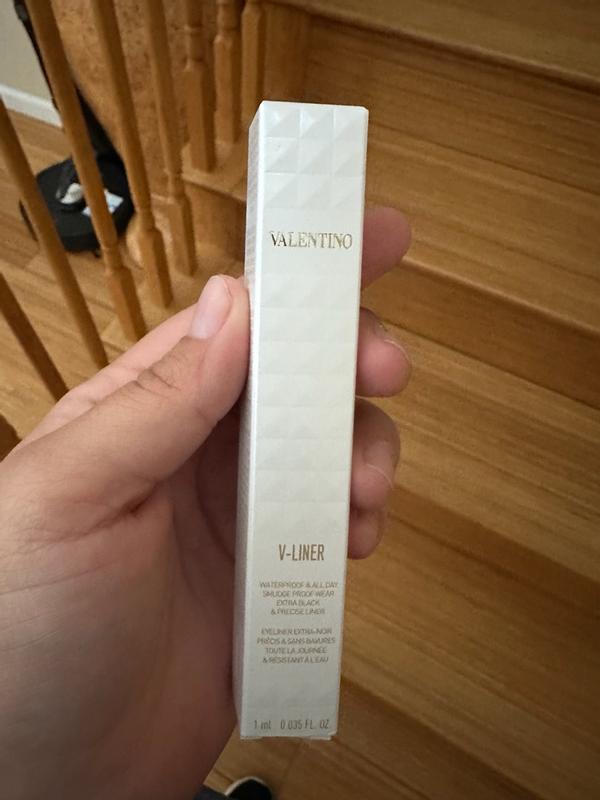 VALENTINO
V-LINER
WATERPROOF & ALL DAY
SMUDGE PROOF WEAR
EXTRA BLACK
& PRECISE LINER
EYELINER EXTRA-NOIR
PRÉCIS & SANS BAVURES
TOUTE LA JOURNÉE
& RÉSISTANT À L'EAU
1 ml 0.035 FL. OZ.